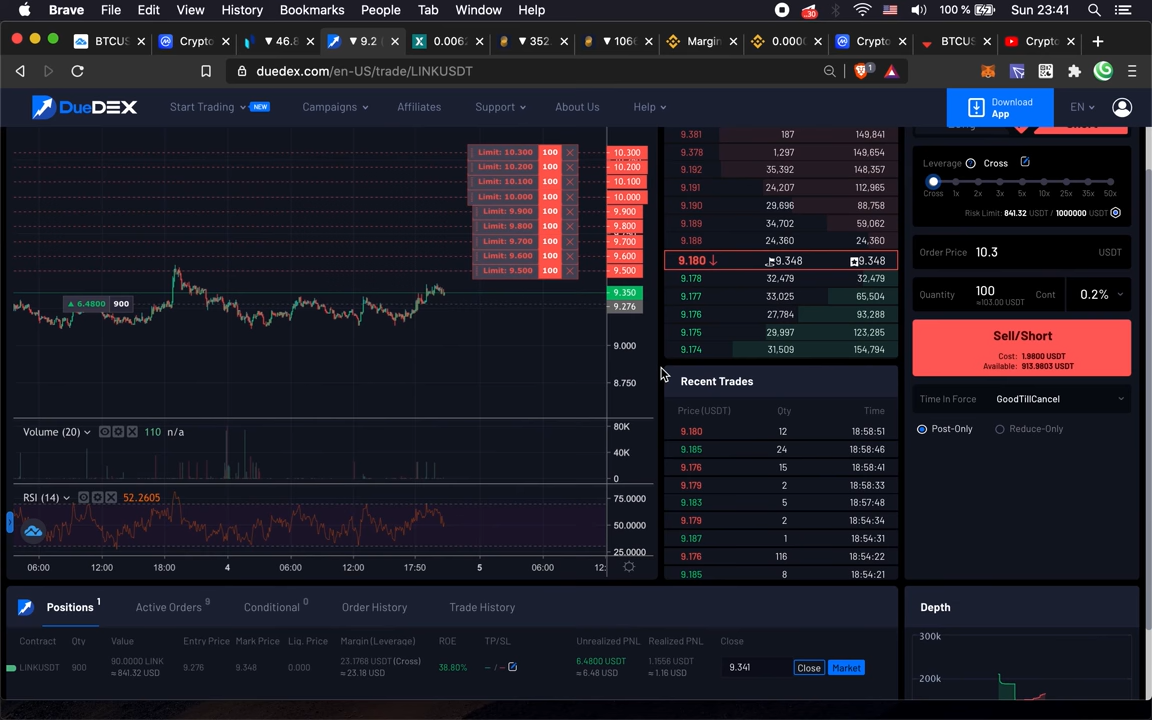 Brave File Edit View History Bookmarks People Tab Window Help 30 100 % Sun 23:41
BTCUS Crypto ▼ 46.8 ▼ 9.2 ( 0.006 ▼ 352. ▼ 106 Margin 0.000 Crypto BTCUS Crypto
duedex.com/en-US/trade/LINKUSDT 1
DueDEX Start Trading NEW Campaigns Affiliates Support About Us Help Download App EN
Limit: 10.300 100 10.300
Limit: 10.200 100 10.200
Limit: 10.100 100 10.100
Limit: 10.000 100 10.000
Limit: 9.900 100 9.900
Limit: 9.800 100 9.800
Limit: 9.700 100 9.700
Limit: 9.600 100 9.600
Limit: 9.500 100 9.500
▲ 6.4800 900
9.350
9.276
9.000
8.750
Volume (20) 110 n/a
80K
40K
0
RSI (14) 52.2605
75.0000
50.0000
25.0000
06:00 12:00 18:00 4 06:00 12:00 17:50 5 06:00 12:
9.381 187 149,841
9.378 1,297 149,654
9.192 35,392 148,357
9.191 24,207 112,965
9.190 29,696 88,758
9.189 34,702 59,062
9.188 24,360 24,360
9.180↓ 9.348 9.348
9.178 32,479 32,479
9.177 33,025 65,504
9.176 27,784 93,288
9.175 29,997 123,285
9.174 31,509 154,794
Recent Trades
Price (USDT) Qty Time
9.180 12 18:58:51
9.185 24 18:58:46
9.176 15 18:58:41
9.179 2 18:58:33
9.183 5 18:57:48
9.179 2 18:54:34
9.187 1 18:54:31
9.176 116 18:54:22
9.185 8 18:54:21
Leverage Cross
Cross 1x 2x 3x 5x 10x 25x 35x 50x
Risk Limit: 841.32 USDT / 1000000 USDT
Order Price 10.3 USDT
Quantity 100 Cont 0.2%
≈103.00 USDT
Sell/Short
Cost: 1.9800 USDT
Available: 913.9803 USDT
Time In Force GoodTillCancel
Post-Only Reduce-Only
Positions 1 Active Orders 9 Conditional 0 Order History Trade History
Contract Qty Value Entry Price Mark Price Liq. Price Margin (Leverage) ROE TP/SL Unrealized PNL Realized PNL Close
LINKUSDT 900 90.0000 LINK 9.276 9.348 0.000 23.1768 USDT (Cross) 38.80% – / – 6.4800 USDT 1.1556 USDT 9.341 Close Market
≈ 841.32 USD ≈ 23.18 USD ≈ 6.48 USD ≈ 1.16 USD
Depth
300k
200k